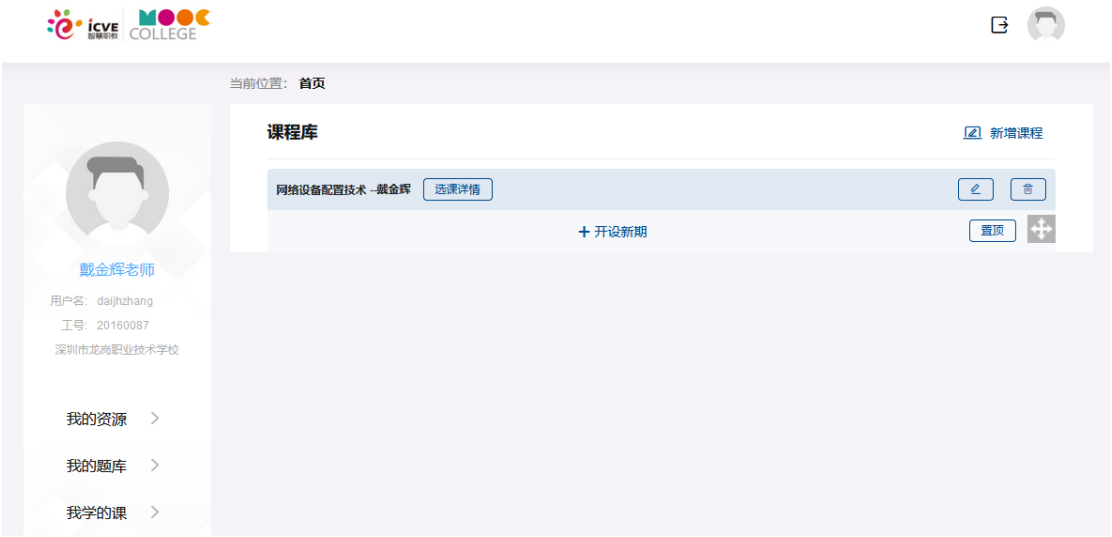 icve
智慧职教
MOOC
COLLEGE
当前位置： 首页
课程库
新增课程
网络设备配置技术 --戴金辉 选课详情
+ 开设新期
置顶
戴金辉老师
用户名: daijhzhang
工号: 20160087
深圳市龙岗职业技术学校
我的资源
我的题库
我学的课